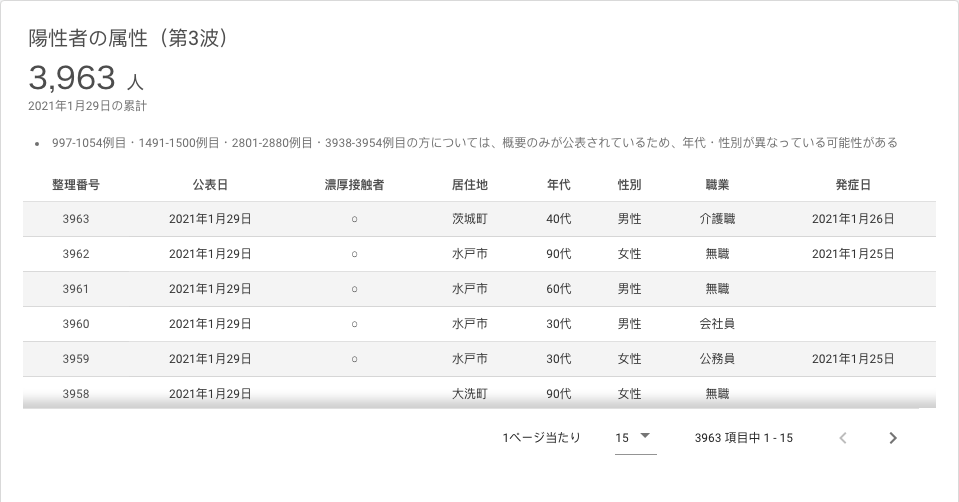 陽性者の属性（第3波）
3,963 人
2021年1月29日の累計
• 997-1054例目・1491-1500例目・2801-2880例目・3938-3954例目の方については、概要のみが公表されているため、年代・性別が異なっている可能性がある
整理番号 公表日 濃厚接触者 居住地 年代 性別 職業 発症日
3963 2021年1月29日 ○ 茨城町 40代 男性 介護職 2021年1月26日
3962 2021年1月29日 ○ 水戸市 90代 女性 無職 2021年1月25日
3961 2021年1月29日 ○ 水戸市 60代 男性 無職
3960 2021年1月29日 ○ 水戸市 30代 男性 会社員
3959 2021年1月29日 ○ 水戸市 30代 女性 公務員 2021年1月25日
3958 2021年1月29日 大洗町 90代 女性 無職
1ページ当たり 15 3963 項目中 1 - 15